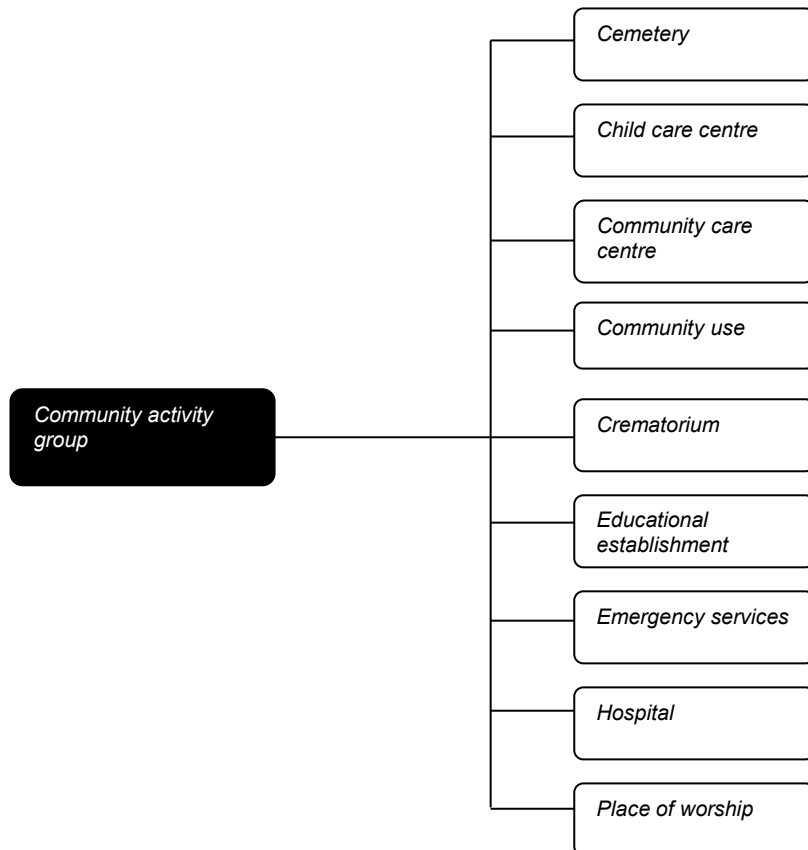 Cemetery
Child care centre
Community care
centre
Community use
Community activity
group
Crematorium
Educational
establishment
Emergency services
Hospital
Place of worship